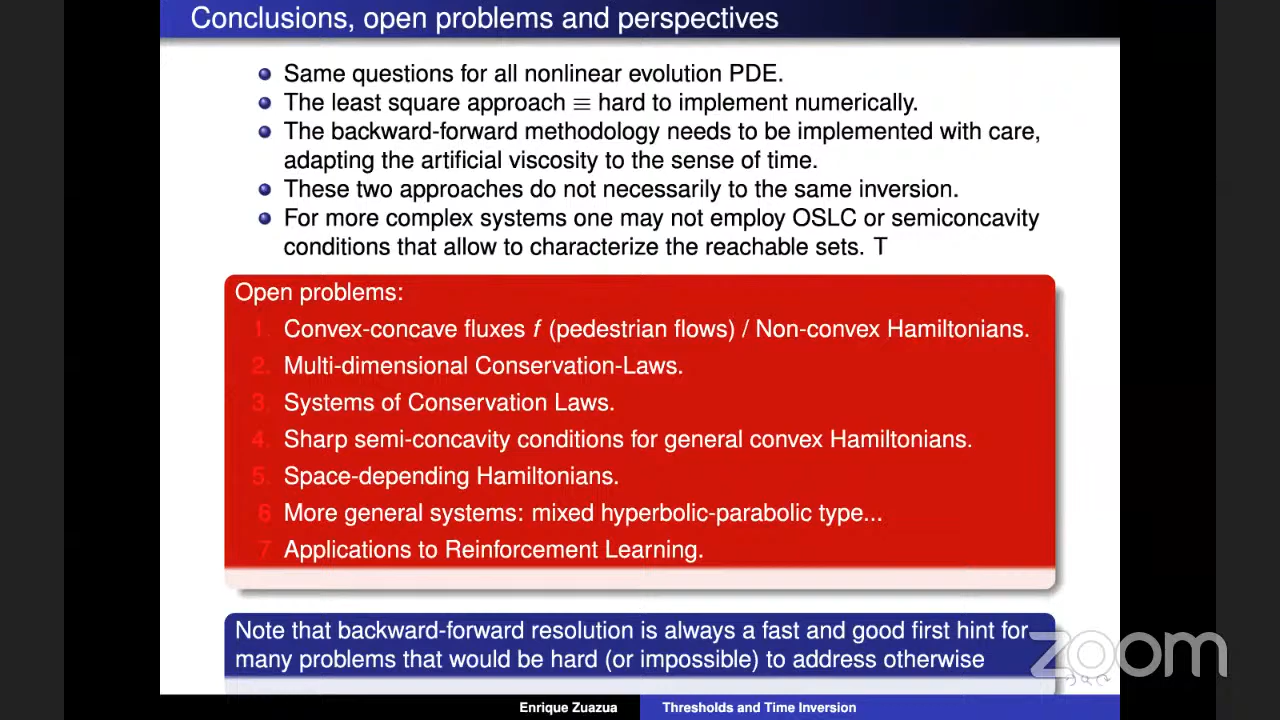 Conclusions, open problems and perspectives
Same questions for all nonlinear evolution PDE.
The least square approach ≡ hard to implement numerically.
The backward-forward methodology needs to be implemented with care,
adapting the artificial viscosity to the sense of time.
These two approaches do not necessarily to the same inversion.
For more complex systems one may not employ OSLC or semiconcavity
conditions that allow to characterize the reachable sets. T
Open problems:
1. Convex-concave fluxes f (pedestrian flows) / Non-convex Hamiltonians.
2. Multi-dimensional Conservation-Laws.
3. Systems of Conservation Laws.
4. Sharp semi-concavity conditions for general convex Hamiltonians.
5. Space-depending Hamiltonians.
6 More general systems: mixed hyperbolic-parabolic type...
7 Applications to Reinforcement Learning.
Note that backward-forward resolution is always a fast and good first hint for
many problems that would be hard (or impossible) to address otherwise
zoom
Enrique Zuazua Thresholds and Time Inversion